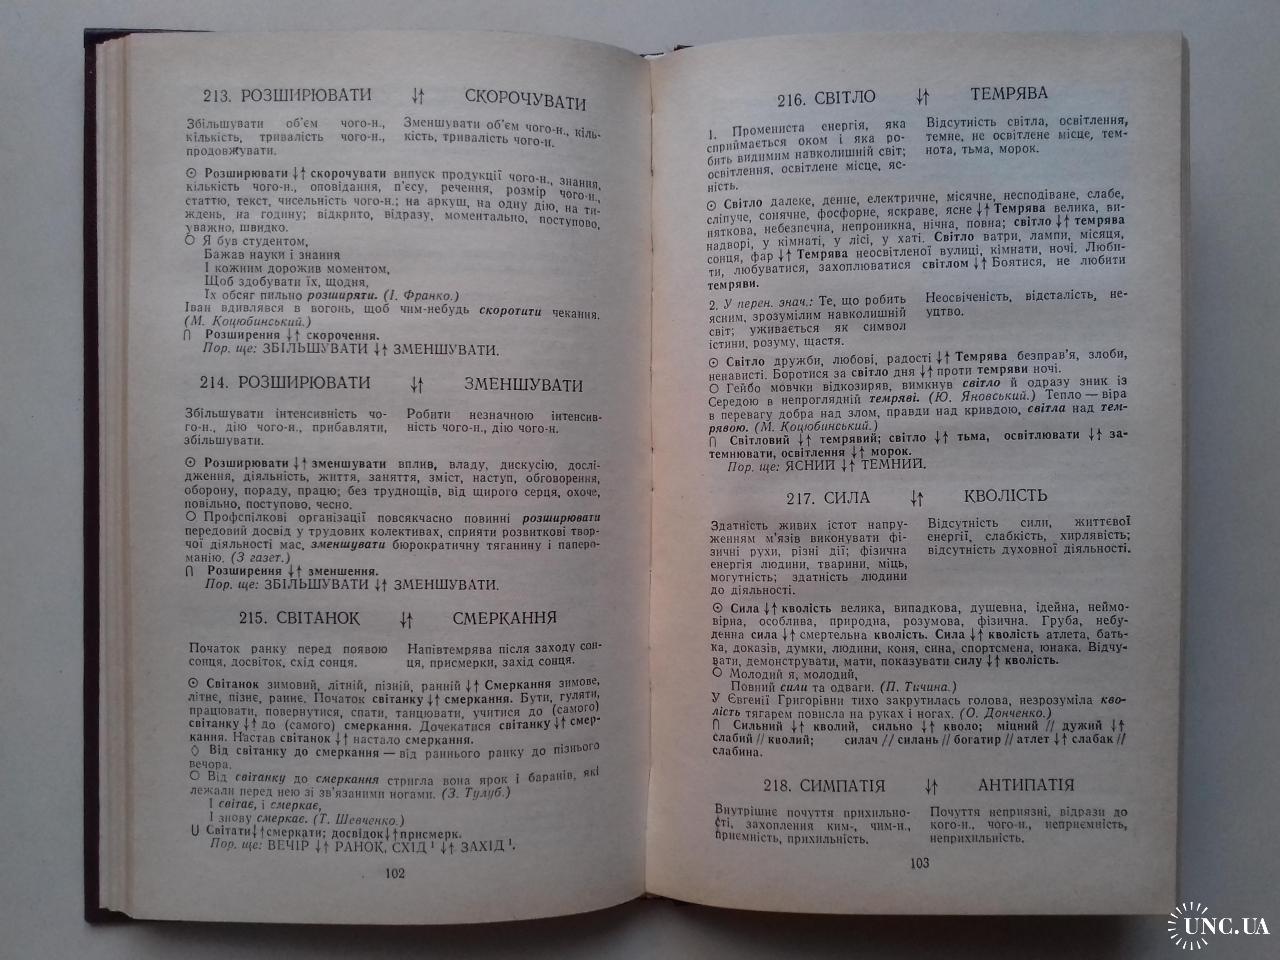 213. РОЗШИРЮВАТИ ↓↑ СКОРОЧУВАТИ
Збільшувати об'єм чого-н.,
кількість, тривалість чого-н.,
продовжувати.
Зменшувати об'єм чого-н., кіль-
кість, тривалість чого-н.
⊙ Розширювати ↓↑ скорочувати випуск продукції чого-н., знання,
кількість чого-н., оповідання, п'єсу, речення, розмір чого-н.,
статтю, текст, чисельність чого-н.; на аркуш, на одну дію, на ти-
ждень, на годину; відкрито, відразу, моментально, поступово,
уважно, швидко.
○ Я був студентом,
Бажав науки і знання
І кожним дорожив моментом,
Щоб здобувати їх, щодня,
Їх обсяг пильно розширяти. (І. Франко.)
Іван вдивлявся в вогонь, щоб чим-небудь скоротити чекання.
(М. Коцюбинський.)
∩ Розширення ↓↑ скорочення.
Пор. ще: ЗБІЛЬШУВАТИ ↓↑ ЗМЕНШУВАТИ.
214. РОЗШИРЮВАТИ ↓↑ ЗМЕНШУВАТИ
Збільшувати інтенсивність чо-
го-н., дію чого-н., прибавляти,
збільшувати.
Робити незначною інтенсив-
ність чого-н., дію чого-н.
⊙ Розширювати ↓↑ зменшувати вплив, владу, дискусію, дослі-
дження, діяльність, життя, заняття, зміст, наступ, обговорення,
оборону, пораду, працю; без труднощів, від щирого серця, охоче,
повільно, поступово, чесно.
○ Профспілкові організації повсякчасно повинні розширювати
передовий досвід у трудових колективах, сприяти розвиткові твор-
чої діяльності мас, зменшувати бюрократичну тяганину і паперо-
манію. (З газет.)
∩ Розширення ↓↑ зменшення.
Пор. ще: ЗБІЛЬШУВАТИ ↓↑ ЗМЕНШУВАТИ.
215. СВІТАНОК ↓↑ СМЕРКАННЯ
Початок ранку перед появою
сонця, досвіток, схід сонця.
Напівтемрява після заходу сон-
ця, присмерки, захід сонця.
⊙ Світанок зимовий, літній, пізній, ранній ↓↑ Смеркання зимове,
літнє, пізнє, раннє. Початок світанку ↓↑ смеркання. Бути, гуляти,
працювати, повернутися, спати, танцювати, учитися до (самого)
світанку ↓↑ до (самого) смеркання. Дочекатися світанку ↓↑ смер-
кання. Настав світанок ↓↑ настало смеркання.
◊ Від світанку до смеркання — від раннього ранку до пізнього
вечора.
○ Від світанку до смеркання стригла вона ярок і баранів, які
лежали перед нею зі зв'язаними ногами. (З. Тулуб.)
І світає, і смеркає,
І знову смеркає. (Т. Шевченко.)
∪ Світати ↓↑ смеркати; досвідок ↓↑ присмерк.
Пор. ще: ВЕЧІР ↓↑ РАНОК, СХІД¹ ↓↑ ЗАХІД¹.
102
216. СВІТЛО ↓↑ ТЕМРЯВА
1. Промениста енергія, яка
сприймається оком і яка ро-
бить видимим навколишній світ;
освітлення, освітлене місце, яс-
ність.
Відсутність світла, освітлення,
темне, не освітлене місце, тем-
нота, тьма, морок.
⊙ Світло далеке, денне, електричне, місячне, несподіване, слабе,
сліпуче, сонячне, фосфорне, яскраве, ясне ↓↑ Темрява велика, ви-
няткова, небезпечна, непроникна, нічна, повна; світло ↓↑ темрява
надворі, у кімнаті, у лісі, у хаті. Світло ватри, лампи, місяця,
сонця, фар ↓↑ Темрява неосвітленої вулиці, кімнати, ночі. Люби-
ти, любуватися, захоплюватися світлом ↓↑ Боятися, не любити
темряви.
2. У перен. знач.: Те, що робить
ясним, зрозумілим навколишній
світ; уживається як символ
істини, розуму, щастя.
Неосвіченість, відсталість, не-
уцтво.
⊙ Світло дружби, любові, радості ↓↑ Темрява безправ'я, злоби,
ненависті. Боротися за світло дня ↓↑ проти темряви ночі.
○ Гейбо мовчки відкозиряв, вимкнув світло й одразу зник із
Середою в непроглядній темряві. (Ю. Яновський.) Тепло — віра
в перевагу добра над злом, правди над кривдою, світла над тем-
рявою. (М. Коцюбинський.)
∩ Світловий ↓↑ темрявий; світло ↓↑ тьма, освітлювати ↓↑ за-
темнювати, освітлення ↓↑ морок.
Пор. ще: ЯСНИЙ ↓↑ ТЕМНИЙ.
217. СИЛА ↓↑ КВОЛІСТЬ
Здатність живих істот напру-
женням м'язів виконувати фі-
зичні рухи, різні дії; фізична
енергія людини, тварини, міць,
могутність; здатність людини
до діяльності.
Відсутність сили, життєвої
енергії, слабкість, хирлявість;
відсутність духовної діяльності.
⊙ Сила ↓↑ кволість велика, випадкова, душевна, ідейна, неймо-
вірна, особлива, природна, розумова, фізична. Груба, небу-
денна сила ↓↑ смертельна кволість. Сила ↓↑ кволість атлета, бать-
ка, доказів, думки, людини, коня, сина, спортсмена, юнака. Відчу-
вати, демонструвати, мати, показувати силу ↓↑ кволість.
○ Молодий я, молодий,
Повний сили та одваги. (П. Тичина.)
У Євгенії Григорівни тихо закрутилась голова, незрозуміла кво-
лість тягарем повисла на руках і ногах. (О. Донченко.)
∩ Сильний ↓↑ кволий, сильно ↓↑ кволо; міцний // дужий ↓↑
слабий // кволий; силач // силань // богатир // атлет ↓↑ слабак //
слабина.
218. СИМПАТІЯ ↓↑ АНТИПАТІЯ
Внутрішнє почуття прихильно-
сті, захоплення ким-, чим-н.,
приємність, прихильність.
Почуття неприязні, відрази до
кого-н., чого-н., неприємність,
неприхильність.
103
UNC.UA